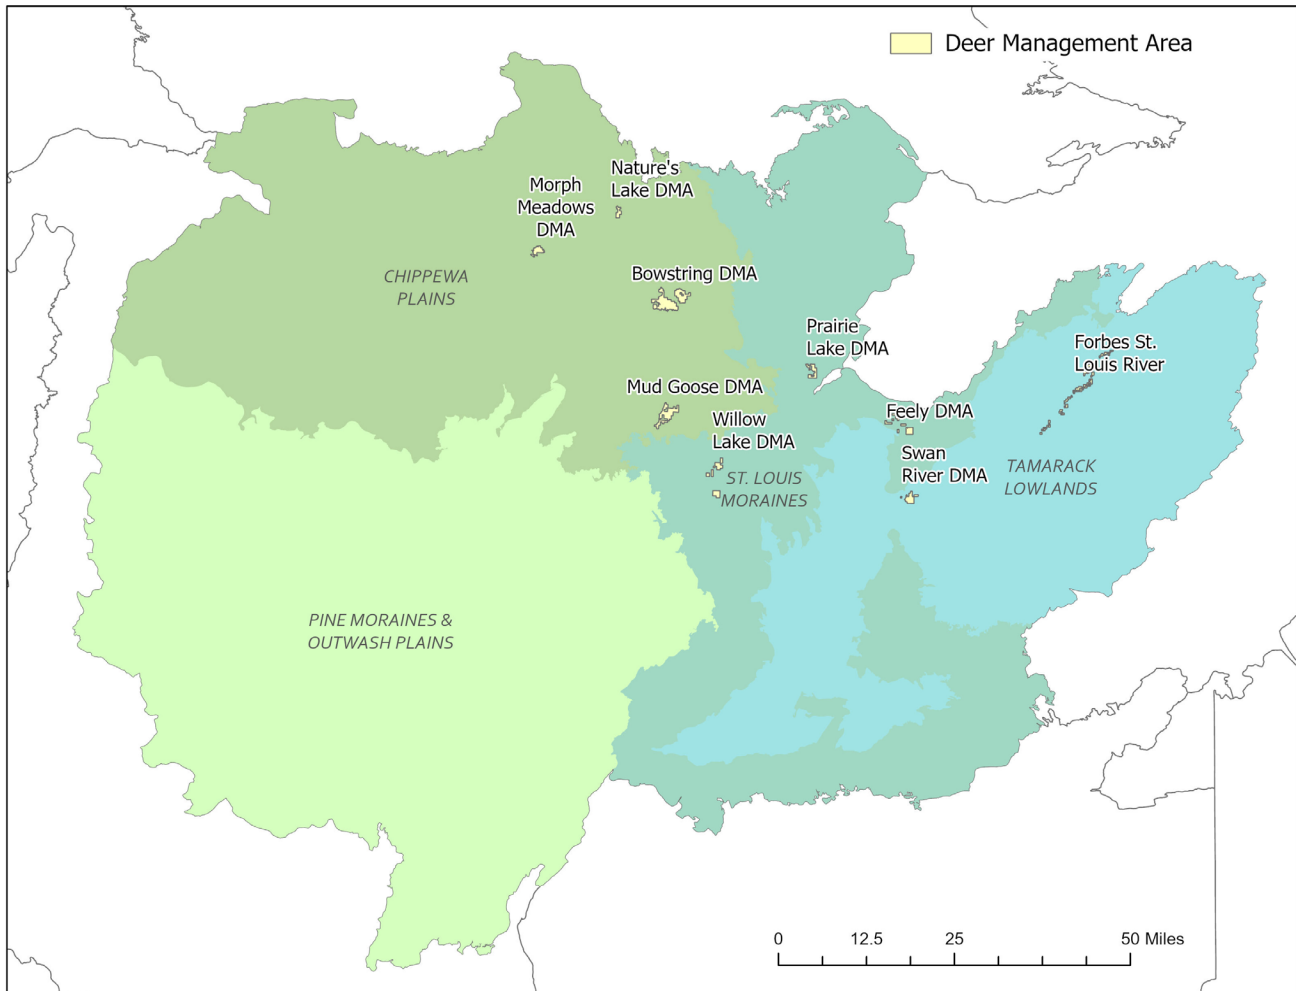 Deer Management Area
Nature's
Lake DMA
Morph
Meadows
DMA
CHIPPEWA
PLAINS
Bowstring DMA
Prairie
Lake DMA
Forbes St.
Louis River
Mud Goose DMA
Willow
Lake DMA
Feely DMA
Swan
River DMA
ST. LOUIS
MORAINES
TAMARACK
LOWLANDS
PINE MORAINES &
OUTWASH PLAINS
0 12.5 25 50 Miles